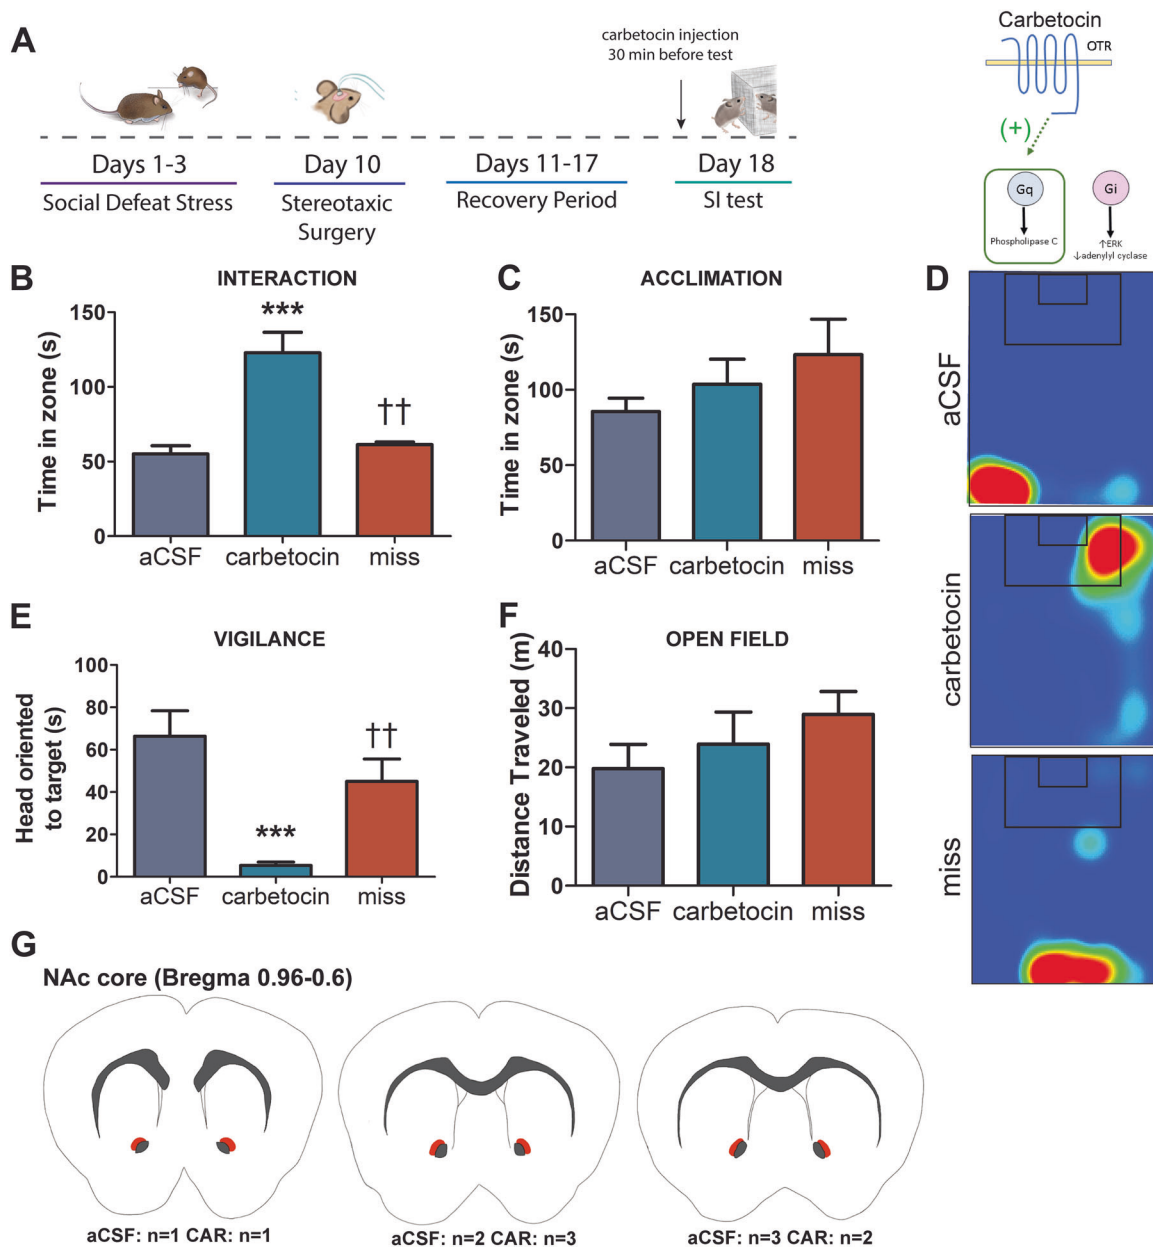 A
carbetocin injection
30 min before test
Days 1-3
Social Defeat Stress
Day 10
Stereotaxic
Surgery
Days 11-17
Recovery Period
Day 18
SI test
Carbetocin
OTR
(+)
Gq
Phospholipase C
Gi
↑ERK
↓adenylyl cyclase
B
INTERACTION
Time in zone (s)
150
100
50
0
***
††
aCSF
carbetocin
miss
C
ACCLIMATION
Time in zone (s)
150
100
50
0
aCSF
carbetocin
miss
D
aCSF
carbetocin
miss
E
VIGILANCE
Head oriented
to target (s)
100
80
60
40
20
0
***
††
aCSF
carbetocin
miss
F
OPEN FIELD
Distance Traveled (m)
40
30
20
10
0
aCSF
carbetocin
miss
G
NAc core (Bregma 0.96-0.6)
aCSF: n=1 CAR: n=1
aCSF: n=2 CAR: n=3
aCSF: n=3 CAR: n=2